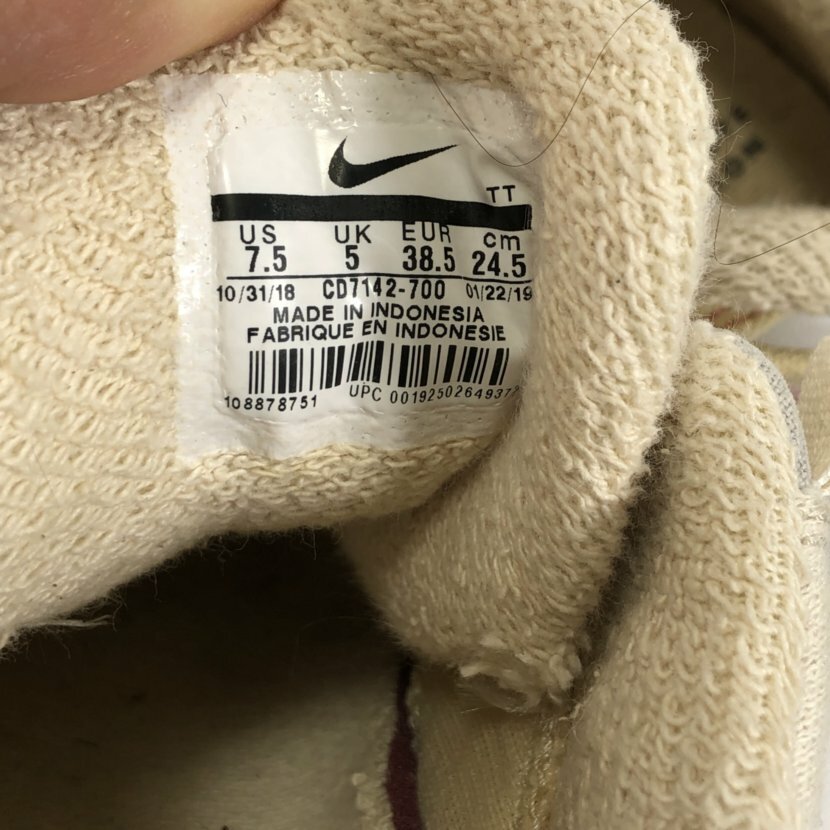 TT
US UK EUR cm
7.5 5 38.5 24.5
10/31/18 CD7142-700 01/22/19
MADE IN INDONESIA
FABRIQUE EN INDONESIE
108878751 UPC 00192502649372